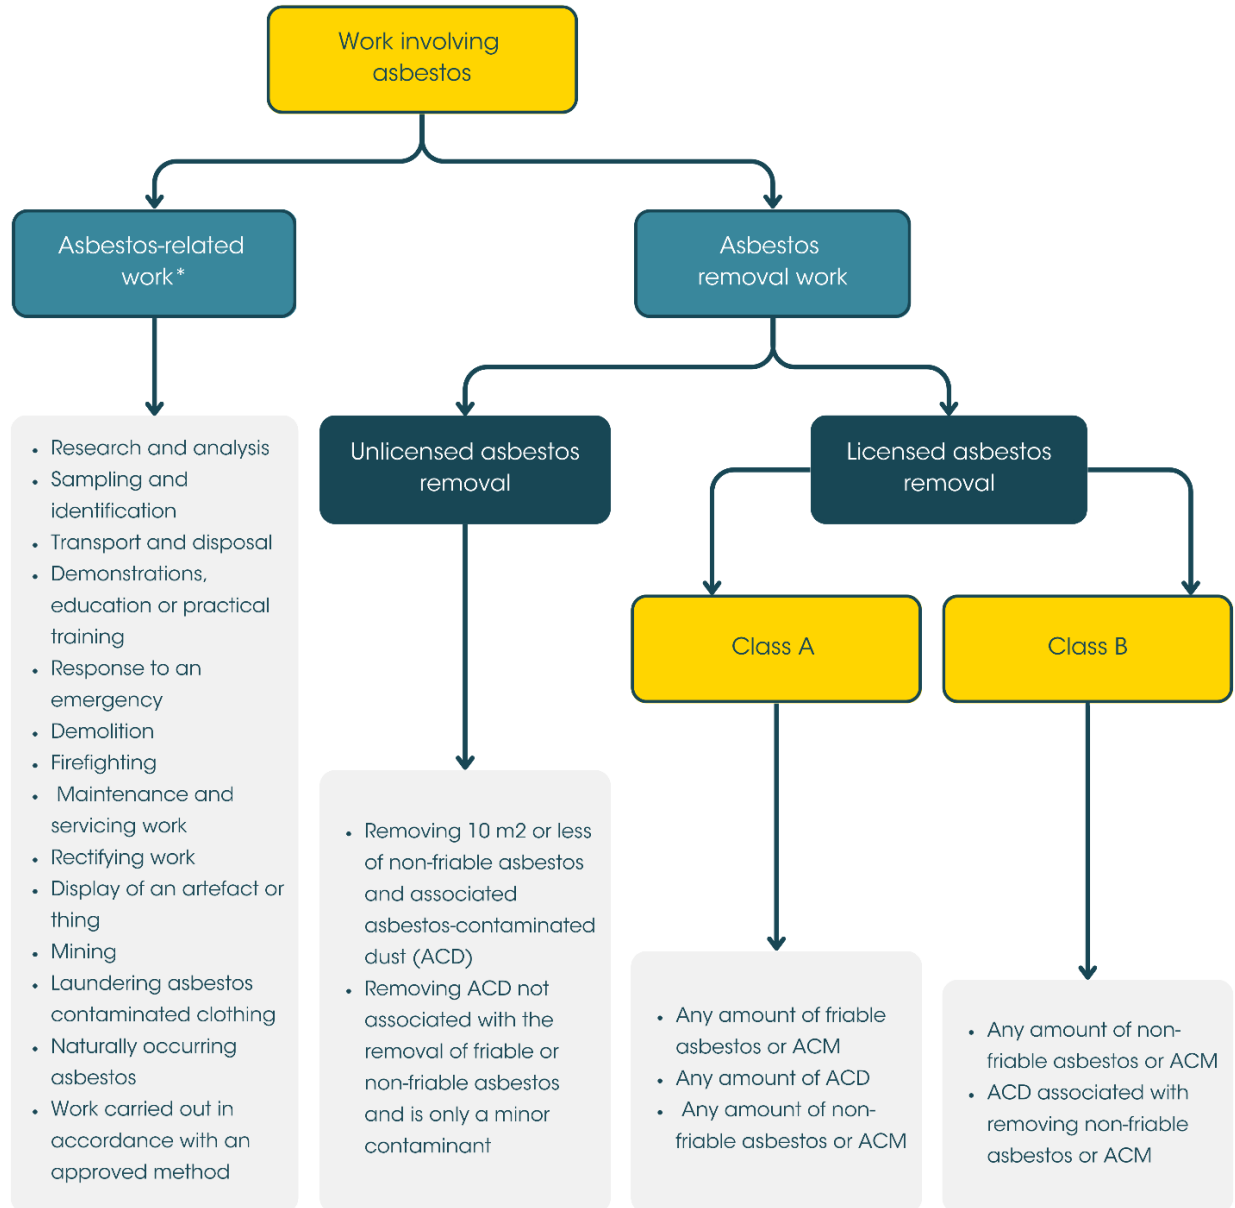 Work involving
asbestos
Asbestos-related
work*
Asbestos
removal work
• Research and analysis
• Sampling and
identification
• Transport and disposal
• Demonstrations,
education or practical
training
• Response to an
emergency
• Demolition
• Firefighting
• Maintenance and
servicing work
• Rectifying work
• Display of an artefact or
thing
• Mining
• Laundering asbestos
contaminated clothing
• Naturally occurring
asbestos
• Work carried out in
accordance with an
approved method
Unlicensed asbestos
removal
Licensed asbestos
removal
Class A
Class B
• Removing 10 m2 or less
of non-friable asbestos
and associated
asbestos-contaminated
dust (ACD)
• Removing ACD not
associated with the
removal of friable or
non-friable asbestos
and is only a minor
contaminant
• Any amount of friable
asbestos or ACM
• Any amount of ACD
• Any amount of non-
friable asbestos or ACM
• Any amount of non-
friable asbestos or ACM
• ACD associated with
removing non-friable
asbestos or ACM